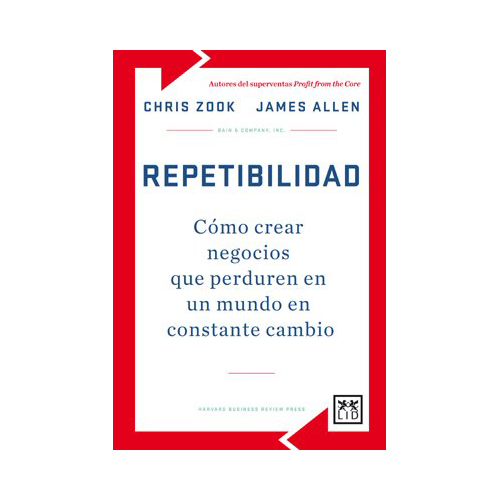 Autores del superventas Profit from the Core
CHRIS ZOOK JAMES ALLEN
BAIN & COMPANY, INC.
REPETIBILIDAD
Cómo crear
negocios
que perduren en
un mundo en
constante cambio
HARVARD BUSINESS REVIEW PRESS
LID